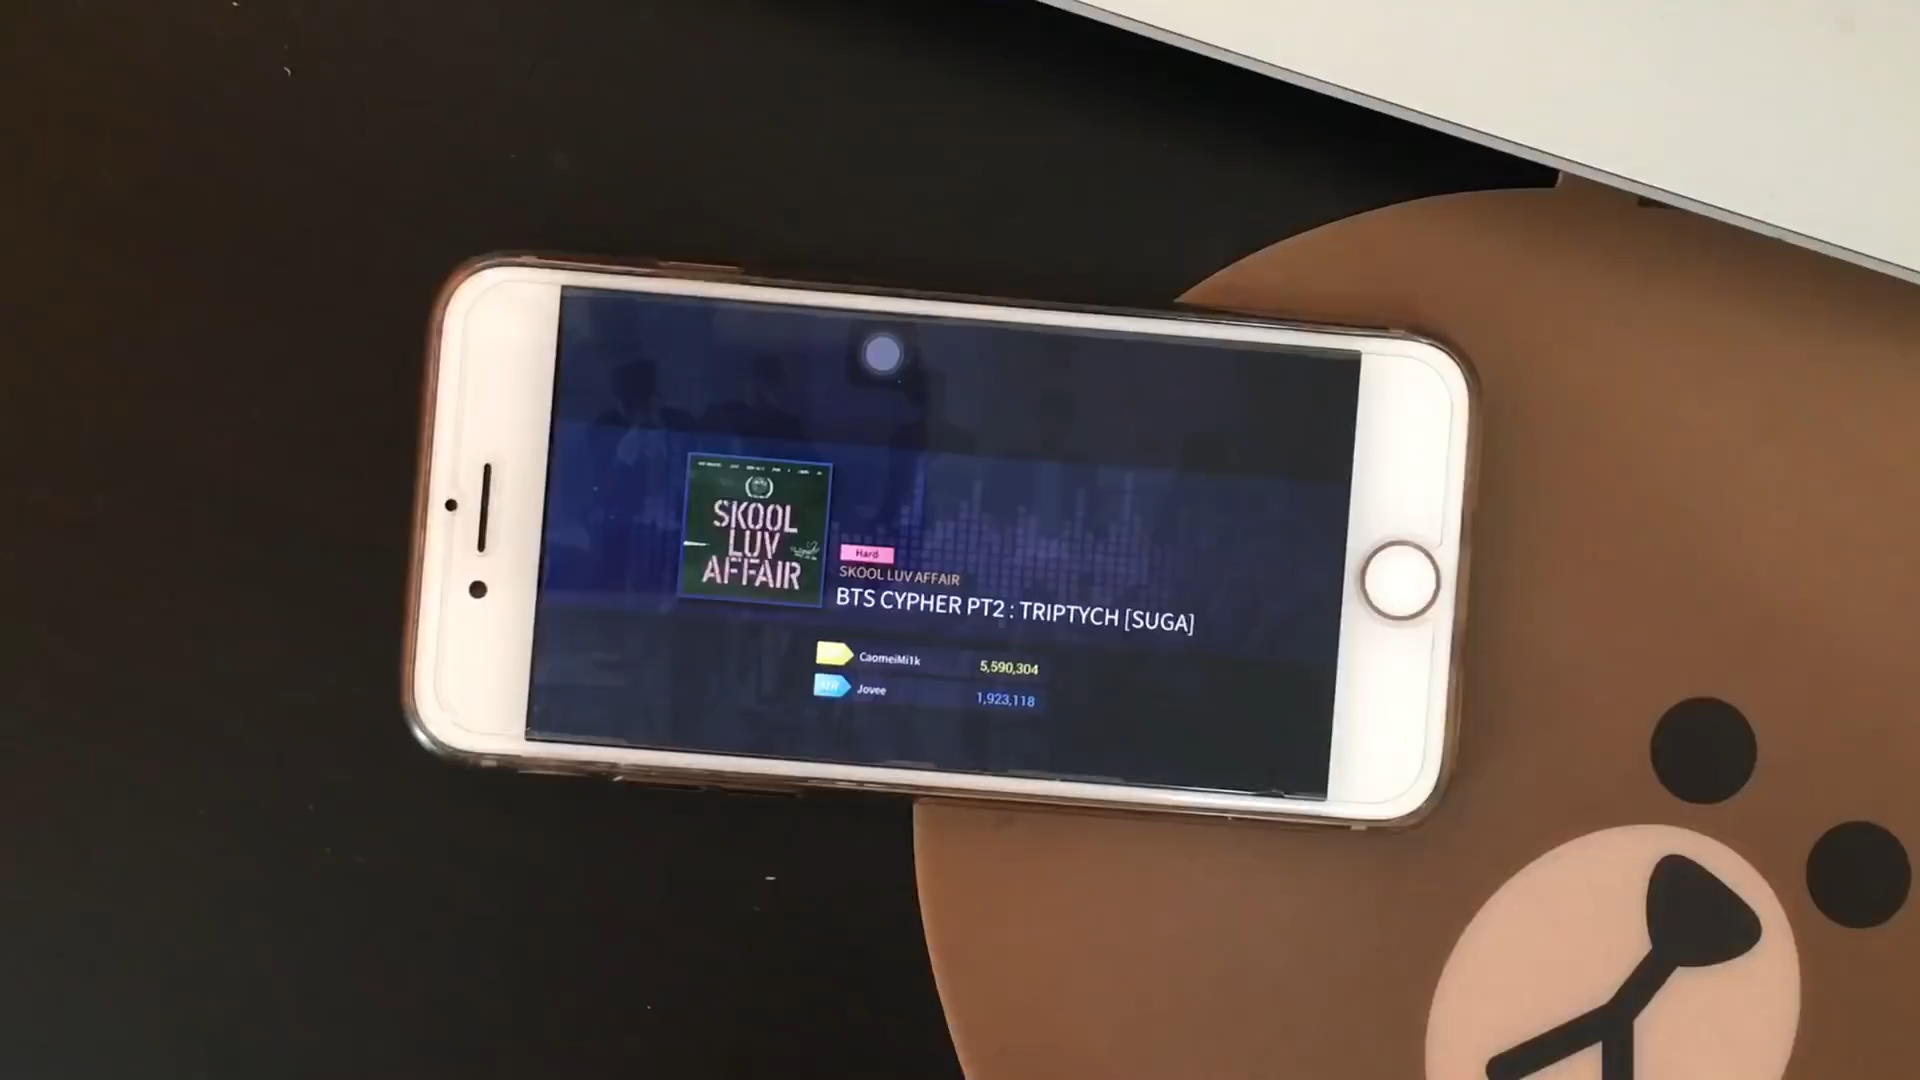 SKOOL
LUV
AFFAIR
Hard
SKOOL LUV AFFAIR
BTS CYPHER PT2 : TRIPTYCH [SUGA]
CaomeiMi1k 5,590,304
Jovee 1,923,118